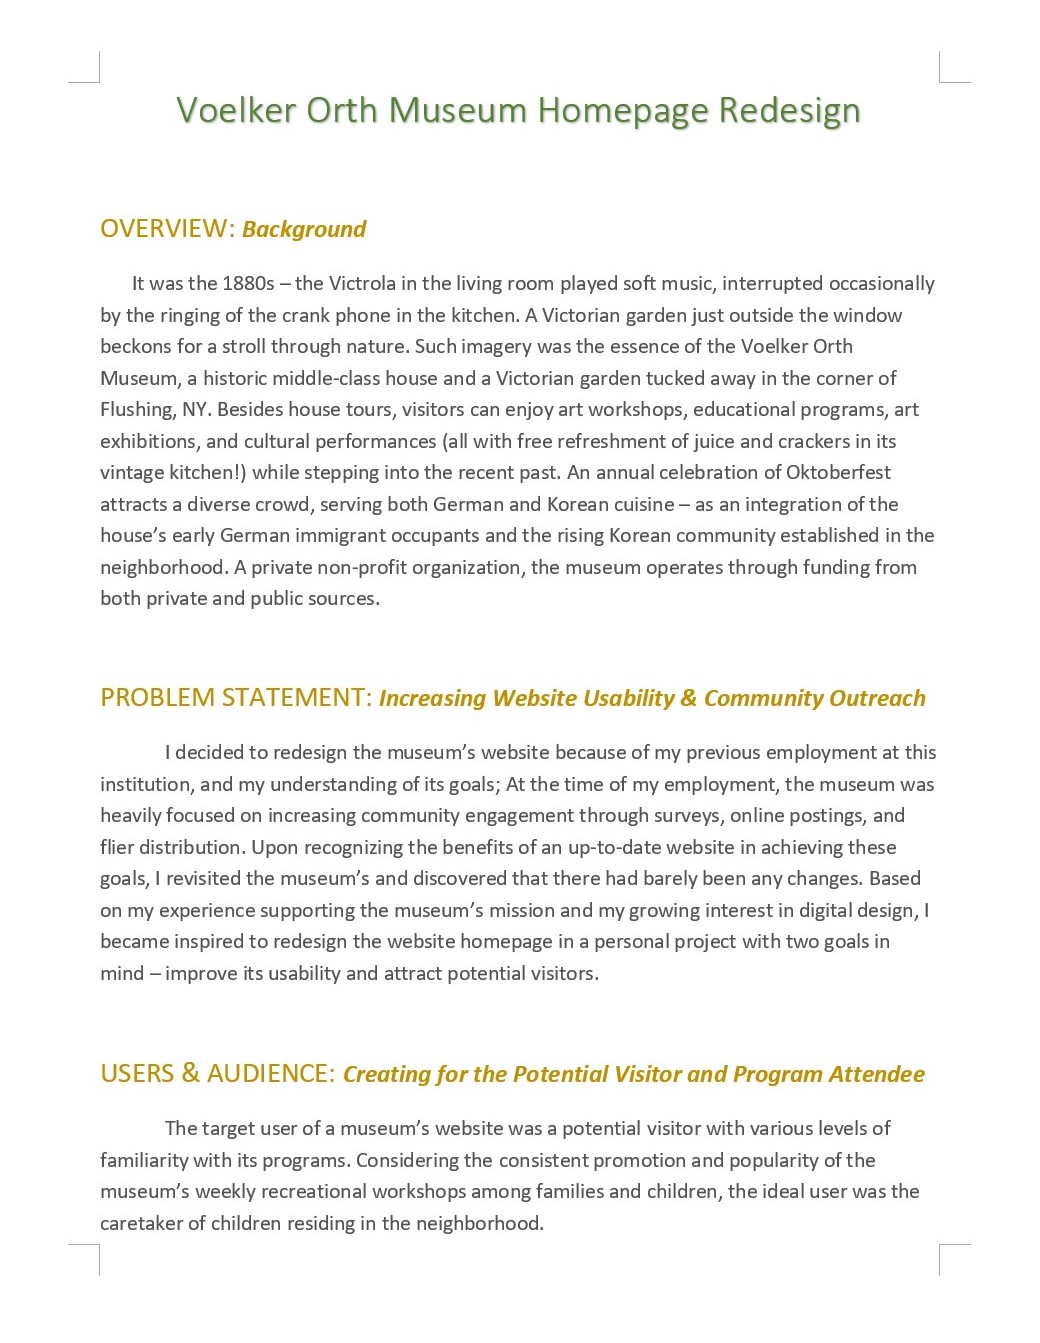 Voelker Orth Museum Homepage Redesign
OVERVIEW: Background
It was the 1880s – the Victrola in the living room played soft music, interrupted occasionally
by the ringing of the crank phone in the kitchen. A Victorian garden just outside the window
beckons for a stroll through nature. Such imagery was the essence of the Voelker Orth
Museum, a historic middle-class house and a Victorian garden tucked away in the corner of
Flushing, NY. Besides house tours, visitors can enjoy art workshops, educational programs, art
exhibitions, and cultural performances (all with free refreshment of juice and crackers in its
vintage kitchen!) while stepping into the recent past. An annual celebration of Oktoberfest
attracts a diverse crowd, serving both German and Korean cuisine – as an integration of the
house’s early German immigrant occupants and the rising Korean community established in the
neighborhood. A private non-profit organization, the museum operates through funding from
both private and public sources.
PROBLEM STATEMENT: Increasing Website Usability & Community Outreach
I decided to redesign the museum’s website because of my previous employment at this
institution, and my understanding of its goals; At the time of my employment, the museum was
heavily focused on increasing community engagement through surveys, online postings, and
flier distribution. Upon recognizing the benefits of an up-to-date website in achieving these
goals, I revisited the museum’s and discovered that there had barely been any changes. Based
on my experience supporting the museum’s mission and my growing interest in digital design, I
became inspired to redesign the website homepage in a personal project with two goals in
mind – improve its usability and attract potential visitors.
USERS & AUDIENCE: Creating for the Potential Visitor and Program Attendee
The target user of a museum’s website was a potential visitor with various levels of
familiarity with its programs. Considering the consistent promotion and popularity of the
museum’s weekly recreational workshops among families and children, the ideal user was the
caretaker of children residing in the neighborhood.